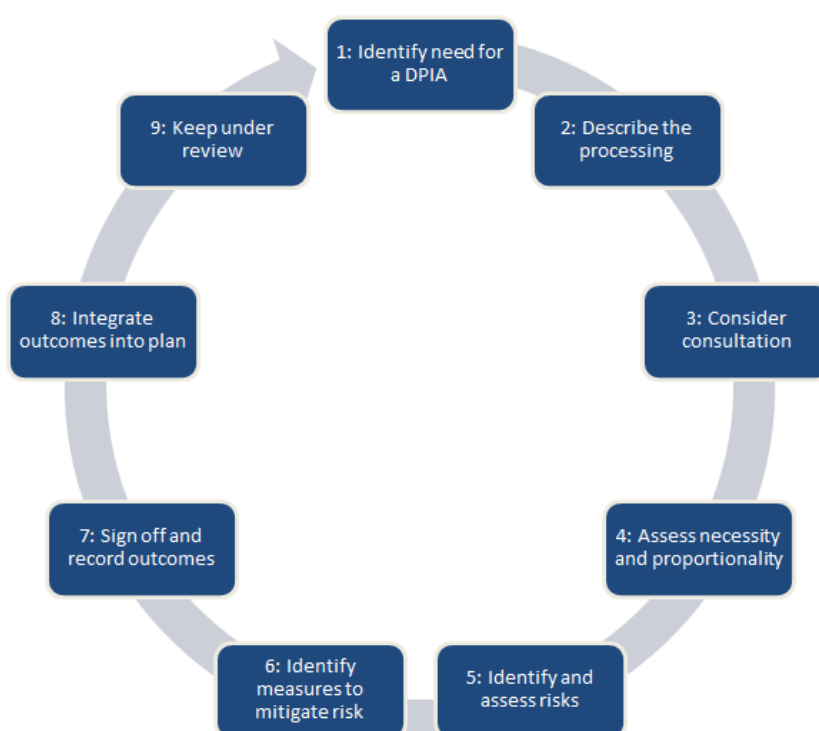 1: Identify need for
a DPIA
2: Describe the
processing
3: Consider
consultation
4: Assess necessity
and proportionality
5: Identify and
assess risks
6: Identify
measures to
mitigate risk
7: Sign off and
record outcomes
8: Integrate
outcomes into plan
9: Keep under
review